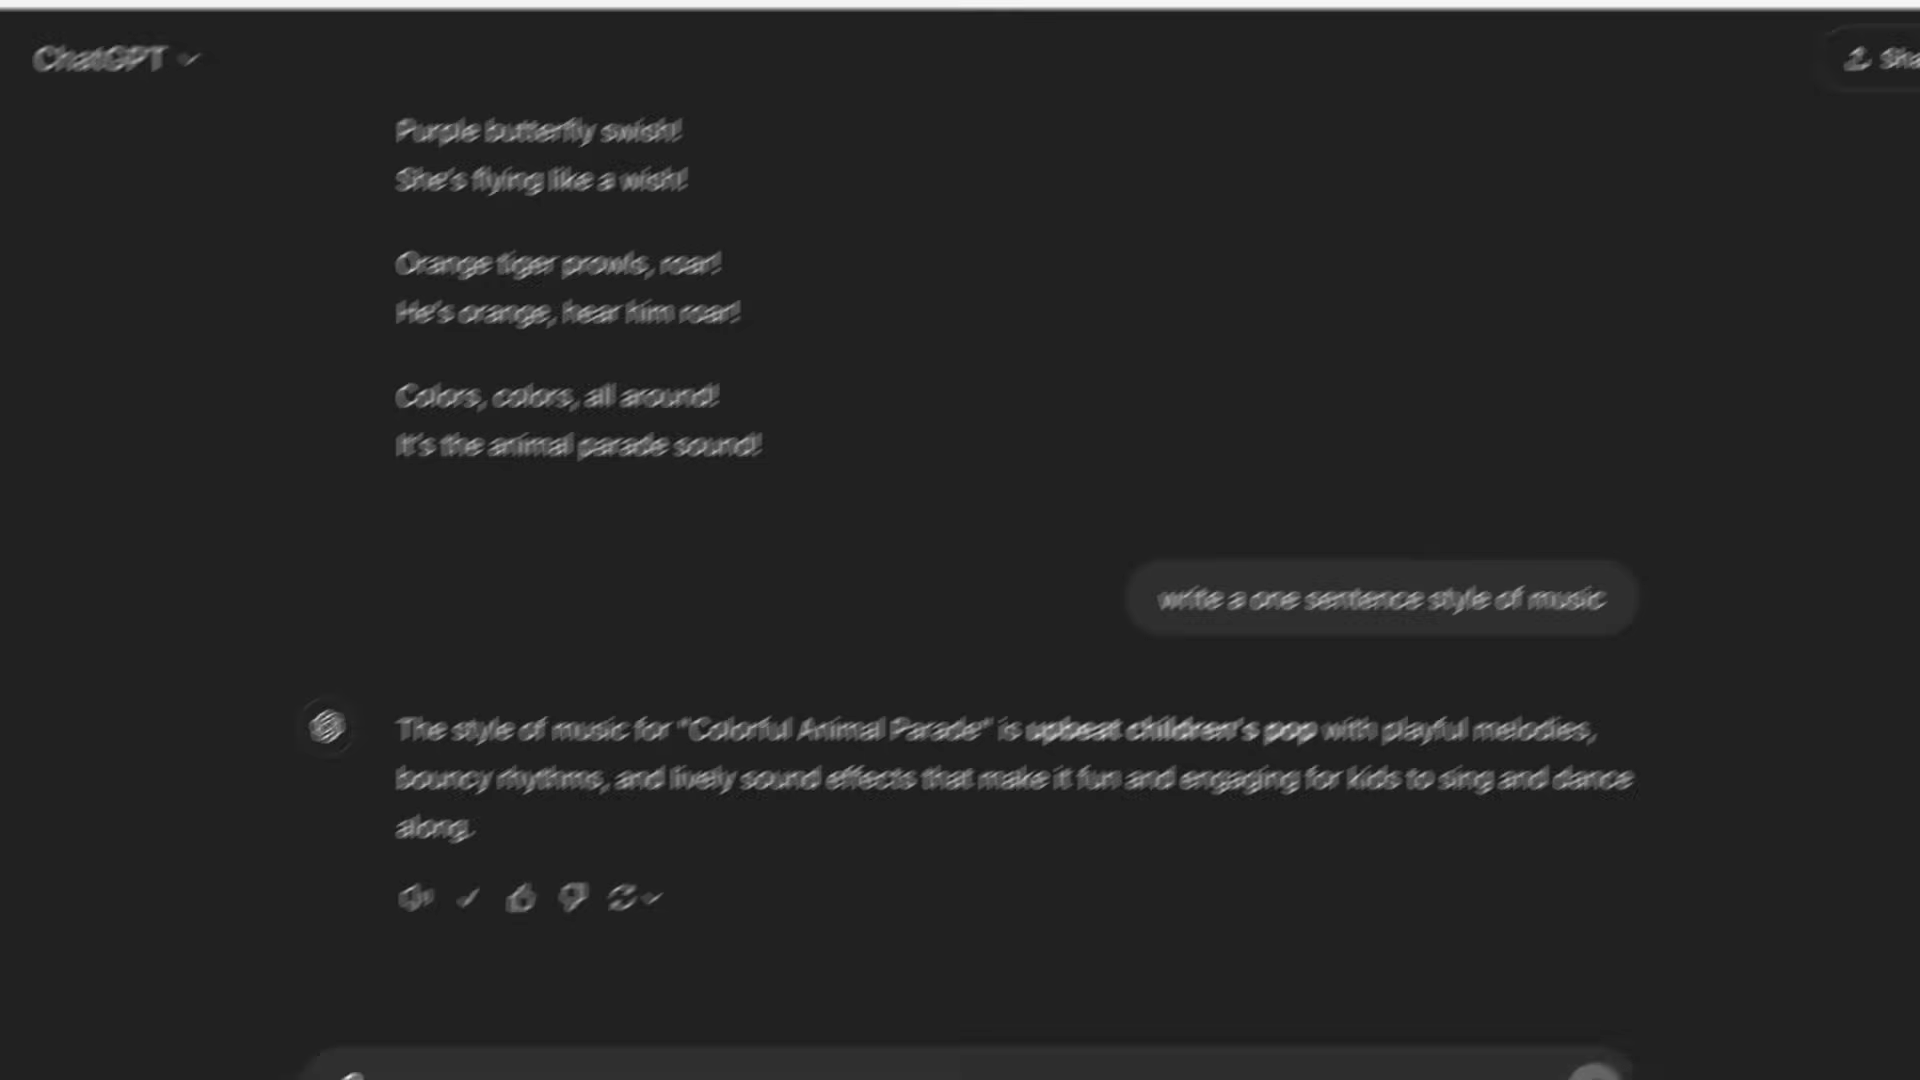 ChatGPT
Sha
Purple butterfly swish!
She's flying like a wish!
Orange tiger prowls, roar!
He's orange, hear him roar!
Colors, colors, all around!
It's the animal parade sound!
write a one sentence style of music
The style of music for "Colorful Animal Parade" is upbeat children's pop with playful melodies,
bouncy rhythms, and lively sound effects that make it fun and engaging for kids to sing and dance
along.